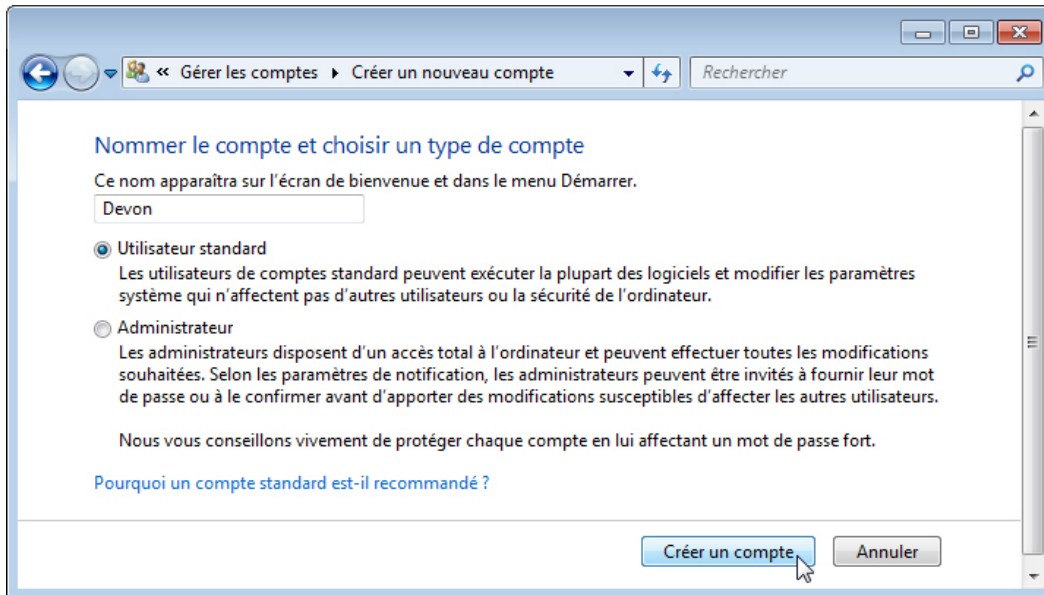 « Gérer les comptes ▸ Créer un nouveau compte
Rechercher
Nommer le compte et choisir un type de compte
Ce nom apparaîtra sur l'écran de bienvenue et dans le menu Démarrer.
Devon
Utilisateur standard
Les utilisateurs de comptes standard peuvent exécuter la plupart des logiciels et modifier les paramètres
système qui n'affectent pas d'autres utilisateurs ou la sécurité de l'ordinateur.
Administrateur
Les administrateurs disposent d'un accès total à l'ordinateur et peuvent effectuer toutes les modifications
souhaitées. Selon les paramètres de notification, les administrateurs peuvent être invités à fournir leur mot
de passe ou à le confirmer avant d'apporter des modifications susceptibles d'affecter les autres utilisateurs.
Nous vous conseillons vivement de protéger chaque compte en lui affectant un mot de passe fort.
Pourquoi un compte standard est-il recommandé ?
Créer un compte
Annuler